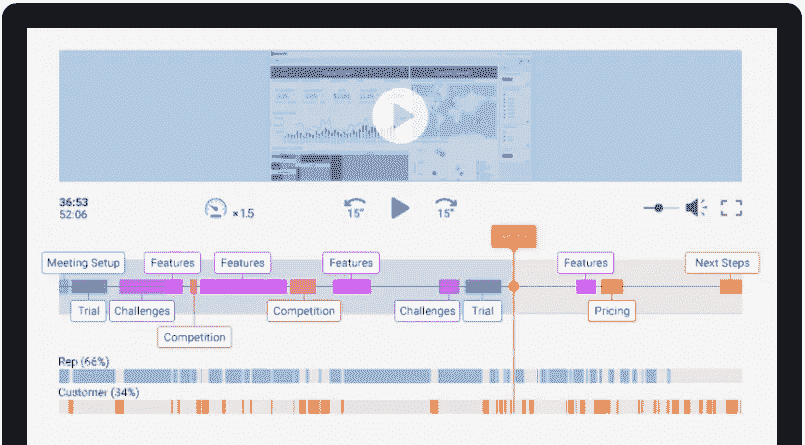 36:53
52:06
×1.5
15"
15"
Meeting Setup
Features
Features
Features
Features
Next Steps
Trial
Challenges
Competition
Challenges
Trial
Pricing
Competition
Rep (66%)
Customer (34%)